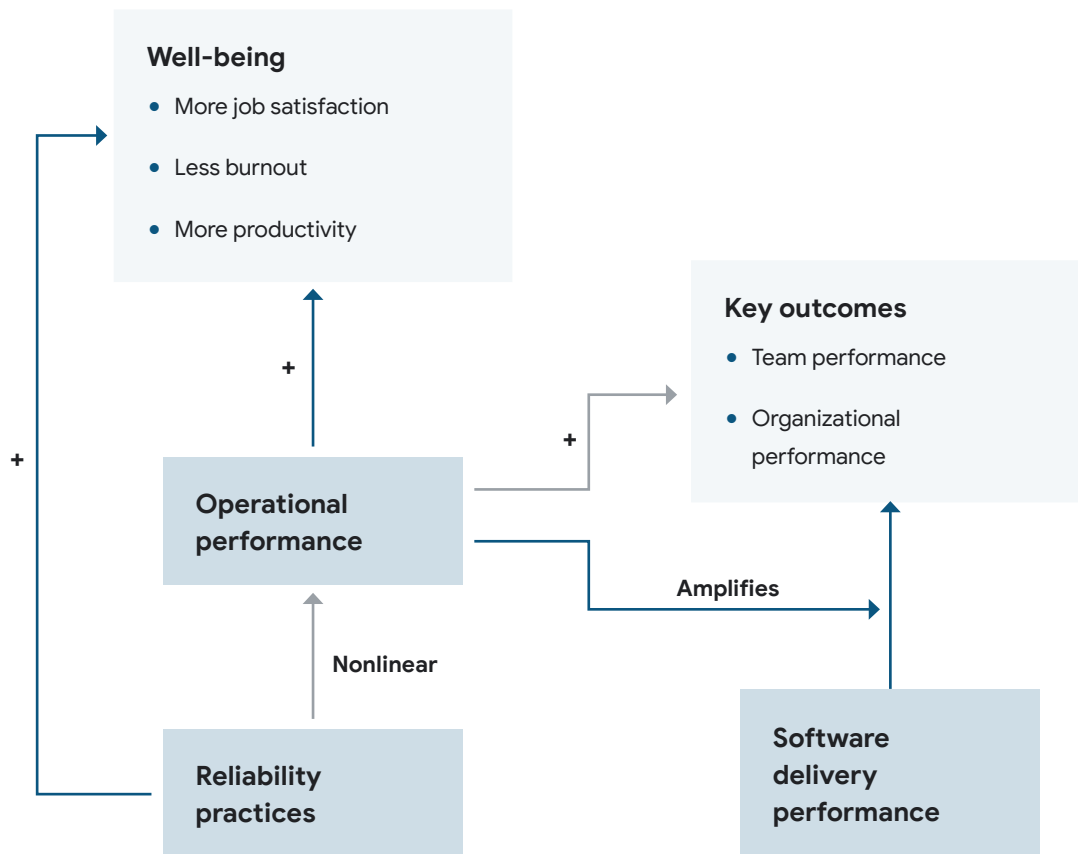 Well-being
• More job satisfaction
• Less burnout
• More productivity
Key outcomes
• Team performance
• Organizational
performance
+
+
+
Operational
performance
Amplifies
Nonlinear
Reliability
practices
Software
delivery
performance